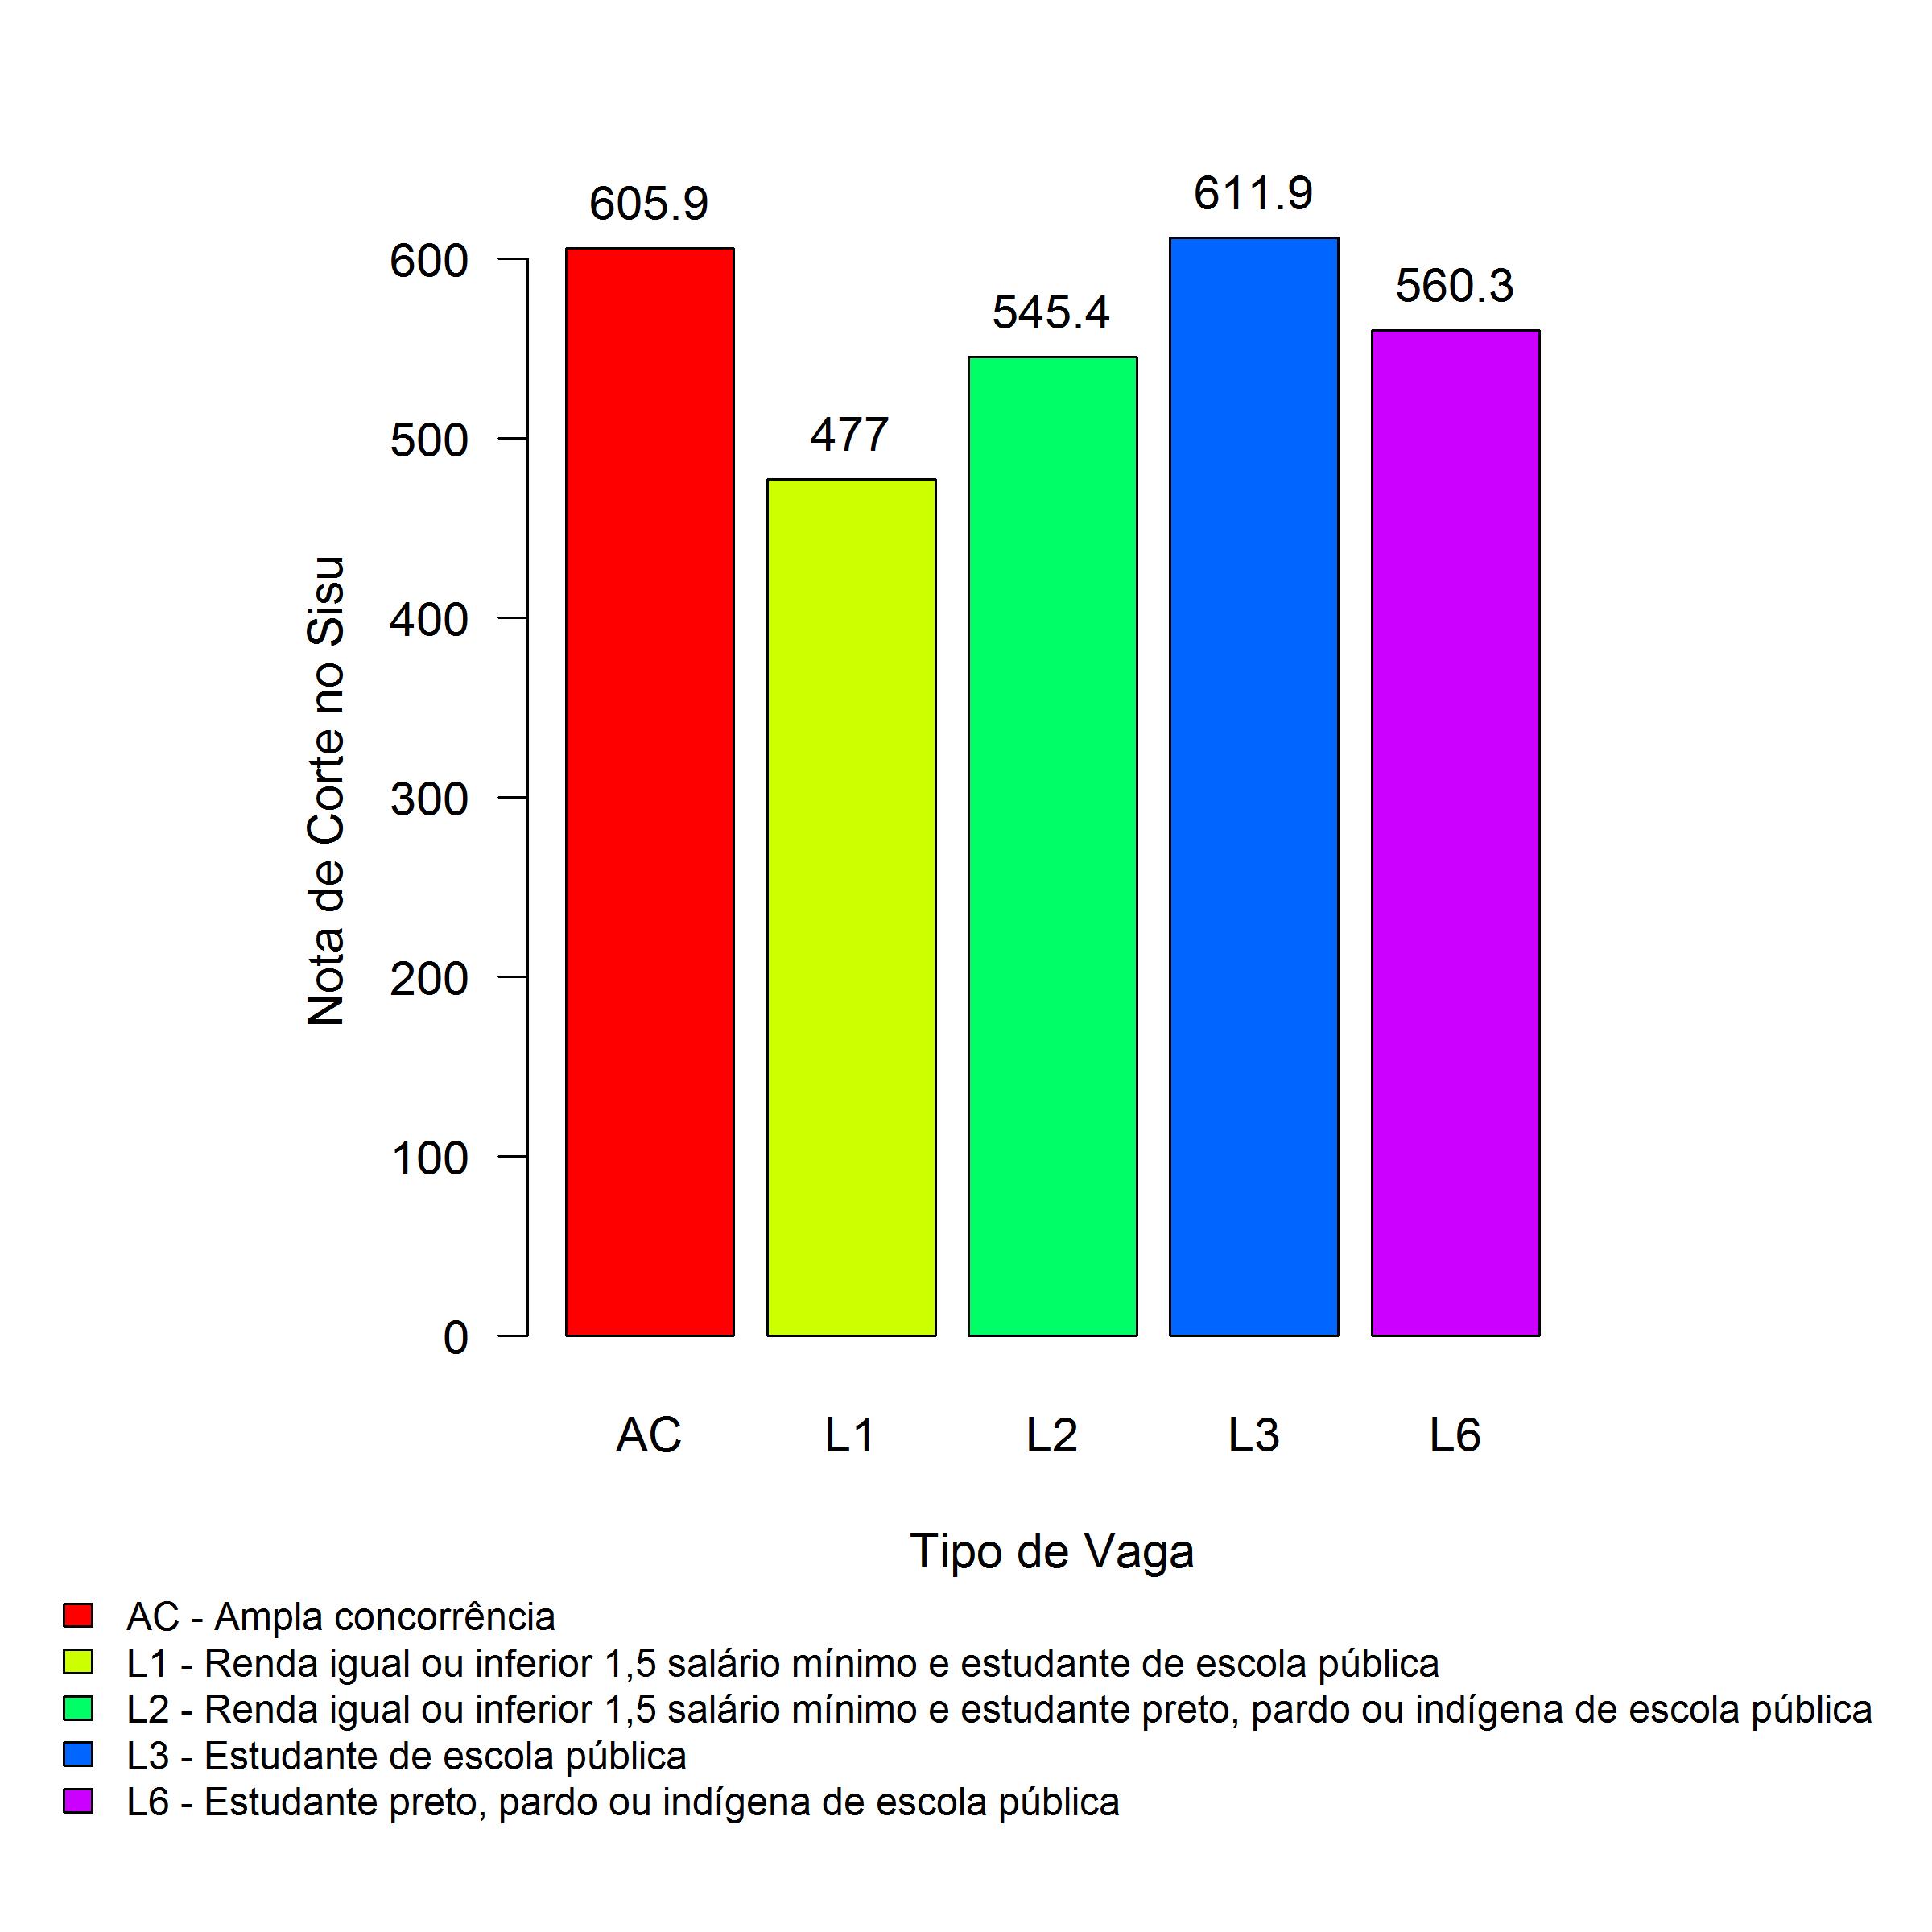 605.9
611.9
560.3
545.4
477
600
500
400
300
200
100
0
Nota de Corte no Sisu
AC L1 L2 L3 L6
Tipo de Vaga
AC - Ampla concorrência
L1 - Renda igual ou inferior 1,5 salário mínimo e estudante de escola pública
L2 - Renda igual ou inferior 1,5 salário mínimo e estudante preto, pardo ou indígena de escola pública
L3 - Estudante de escola pública
L6 - Estudante preto, pardo ou indígena de escola pública